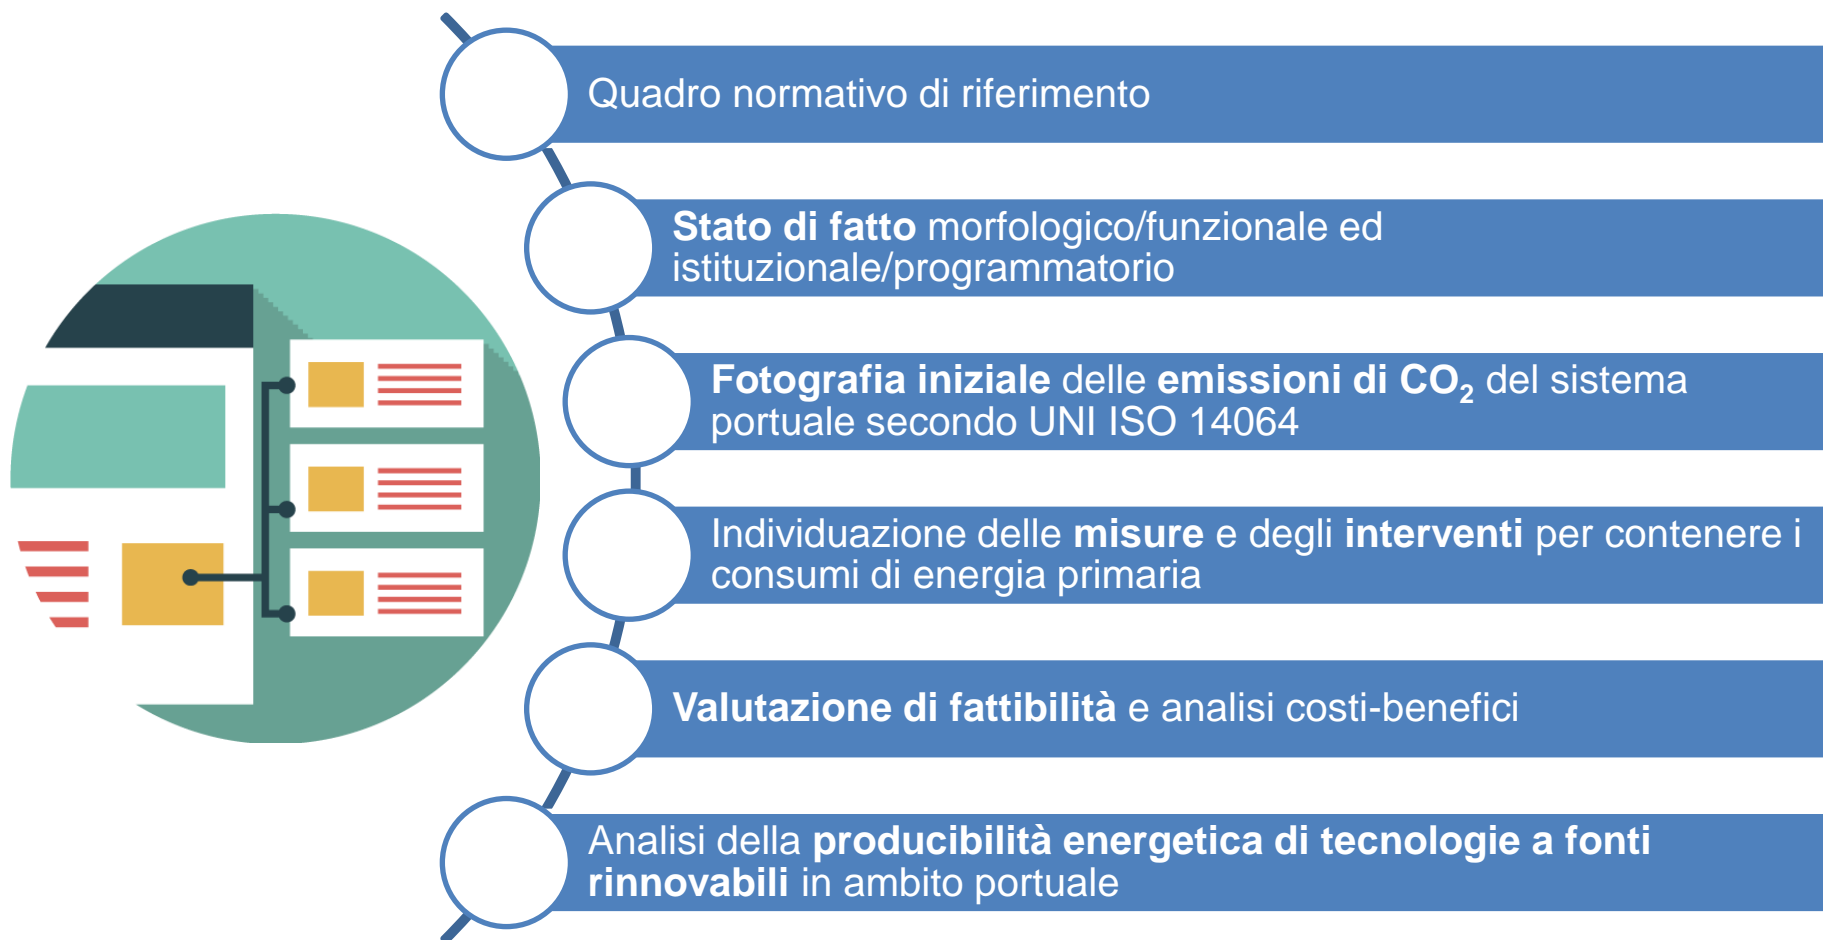 Quadro normativo di riferimento
Stato di fatto morfologico/funzionale ed
istituzionale/programmatorio
Fotografia iniziale delle emissioni di CO₂ del sistema
portuale secondo UNI ISO 14064
Individuazione delle misure e degli interventi per contenere i
consumi di energia primaria
Valutazione di fattibilità e analisi costi-benefici
Analisi della producibilità energetica di tecnologie a fonti
rinnovabili in ambito portuale